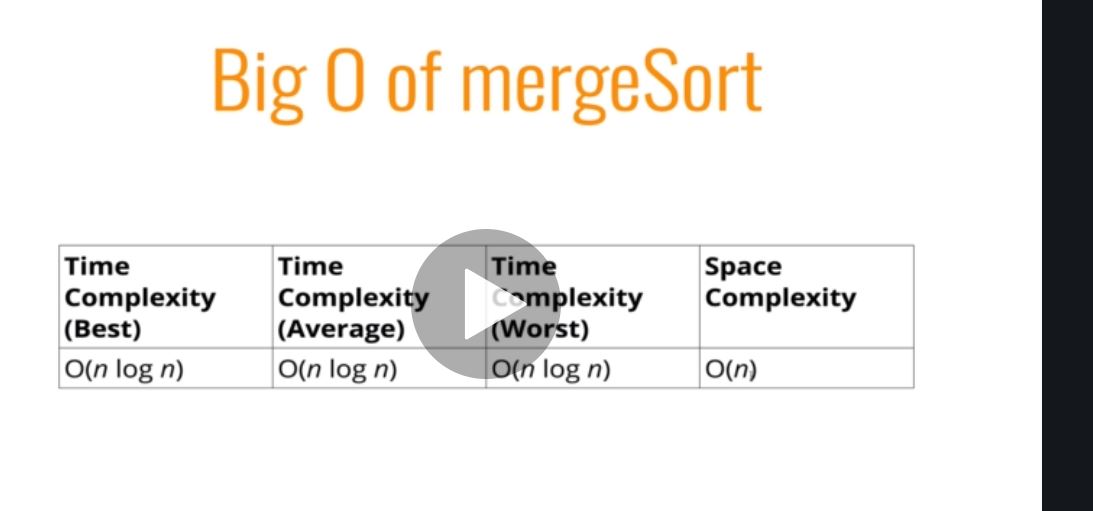 Big O of mergeSort
Time
Complexity
(Best)
Time
Complexity
(Average)
Time
Complexity
(Worst)
Space
Complexity
O(n log n)
O(n log n)
O(n log n)
O(n)